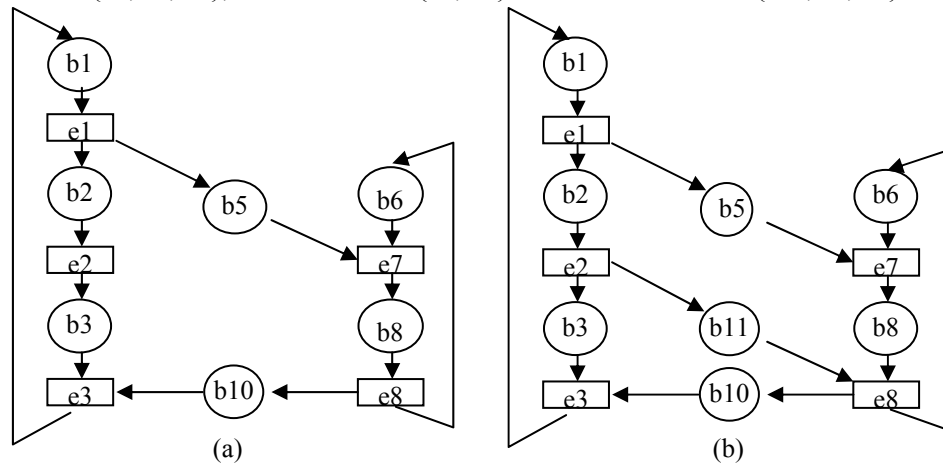 b1 b1
e1 e1
b2 b5 b6 b2 b5 b6
e2 e7 e2 e7
b3 b8 b3 b11 b8
e3 b10 e8 e3 b10 e8
(a) (b)